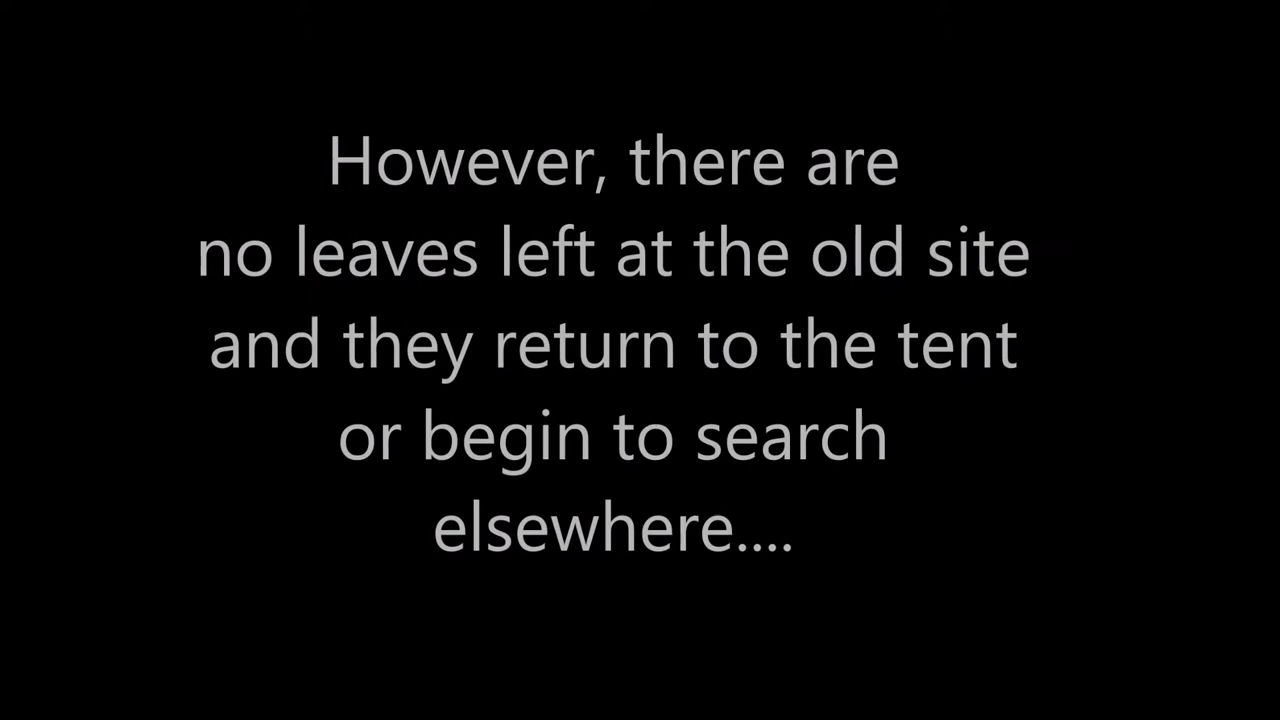 However, there are
no leaves left at the old site
and they return to the tent
or begin to search
elsewhere....